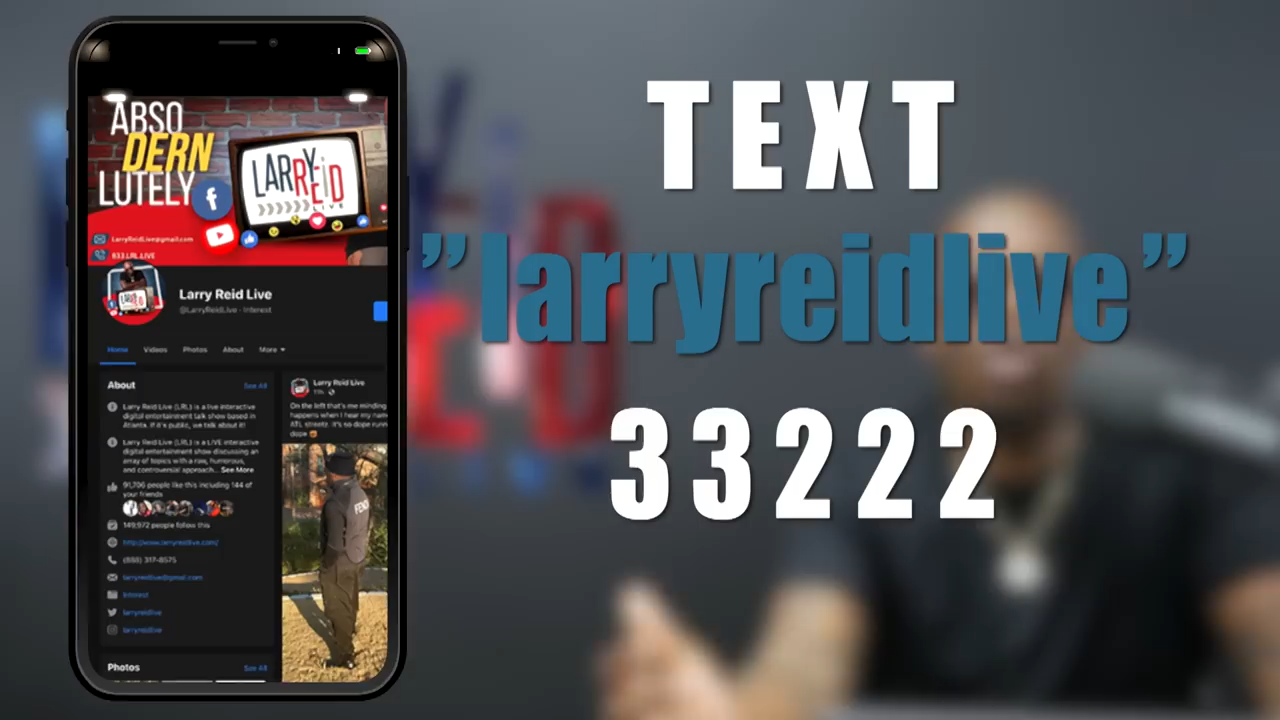 ABSO
DERN
LUTELY
LARRY
REID
LIVE
LarryReidLive@gmail.com
833.LRL.LIVE
Larry Reid Live
@LarryReidLive · Interest
Home Videos Photos About More
About See All
Larry Reid Live (LRL) is a live interactive
digital entertainment talk show based in
Atlanta. If it's public, we talk about it!
Larry Reid Live (LRL) is a LIVE interactive
digital entertainment show discussing an
array of topics with a raw, humorous,
and controversial approach... See More
91,706 people like this including 144 of
your friends
149,972 people follow this
http://www.larryreidlive.com/
(888) 317-8575
larryreidlive@gmail.com
Interest
larryreidlive
larryreidlive
Photos See All
Larry Reid Live
11h
On the left that's me minding
happens when I hear my name
ATL streetz. It's so dope runn
dope
FENDI
TEXT
"larryreidlive"
33222